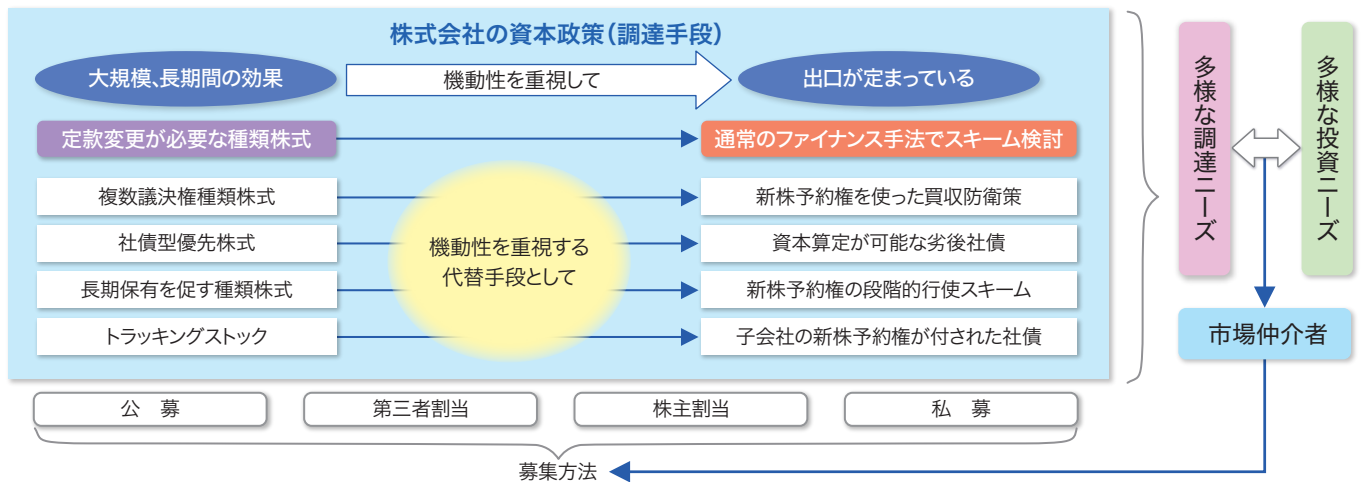 株式会社の資本政策（調達手段）
大規模、長期間の効果
機動性を重視して
出口が定まっている
定款変更が必要な種類株式
通常のファイナンス手法でスキーム検討
複数議決権種類株式
新株予約権を使った買収防衛策
社債型優先株式
資本算定が可能な劣後社債
長期保有を促す種類株式
新株予約権の段階的行使スキーム
トラッキングストック
子会社の新株予約権が付された社債
機動性を重視する
代替手段として
多様な調達ニーズ
多様な投資ニーズ
市場仲介者
公　募
第三者割当
株主割当
私　募
募集方法